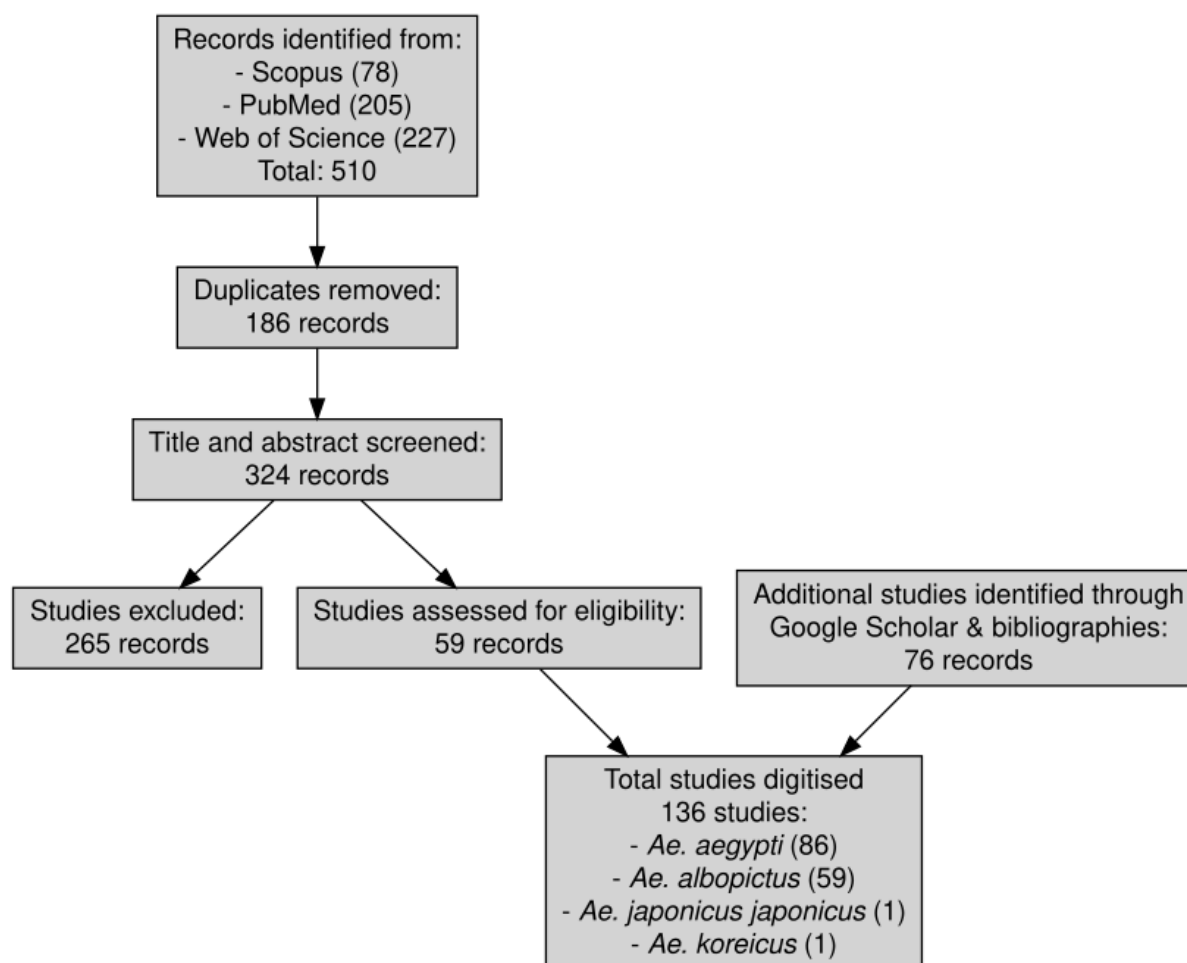 Records identified from:
- Scopus (78)
- PubMed (205)
- Web of Science (227)
Total: 510
Duplicates removed:
186 records
Title and abstract screened:
324 records
Studies excluded:
265 records
Studies assessed for eligibility:
59 records
Additional studies identified through
Google Scholar & bibliographies:
76 records
Total studies digitised
136 studies:
- Ae. aegypti (86)
- Ae. albopictus (59)
- Ae. japonicus japonicus (1)
- Ae. koreicus (1)